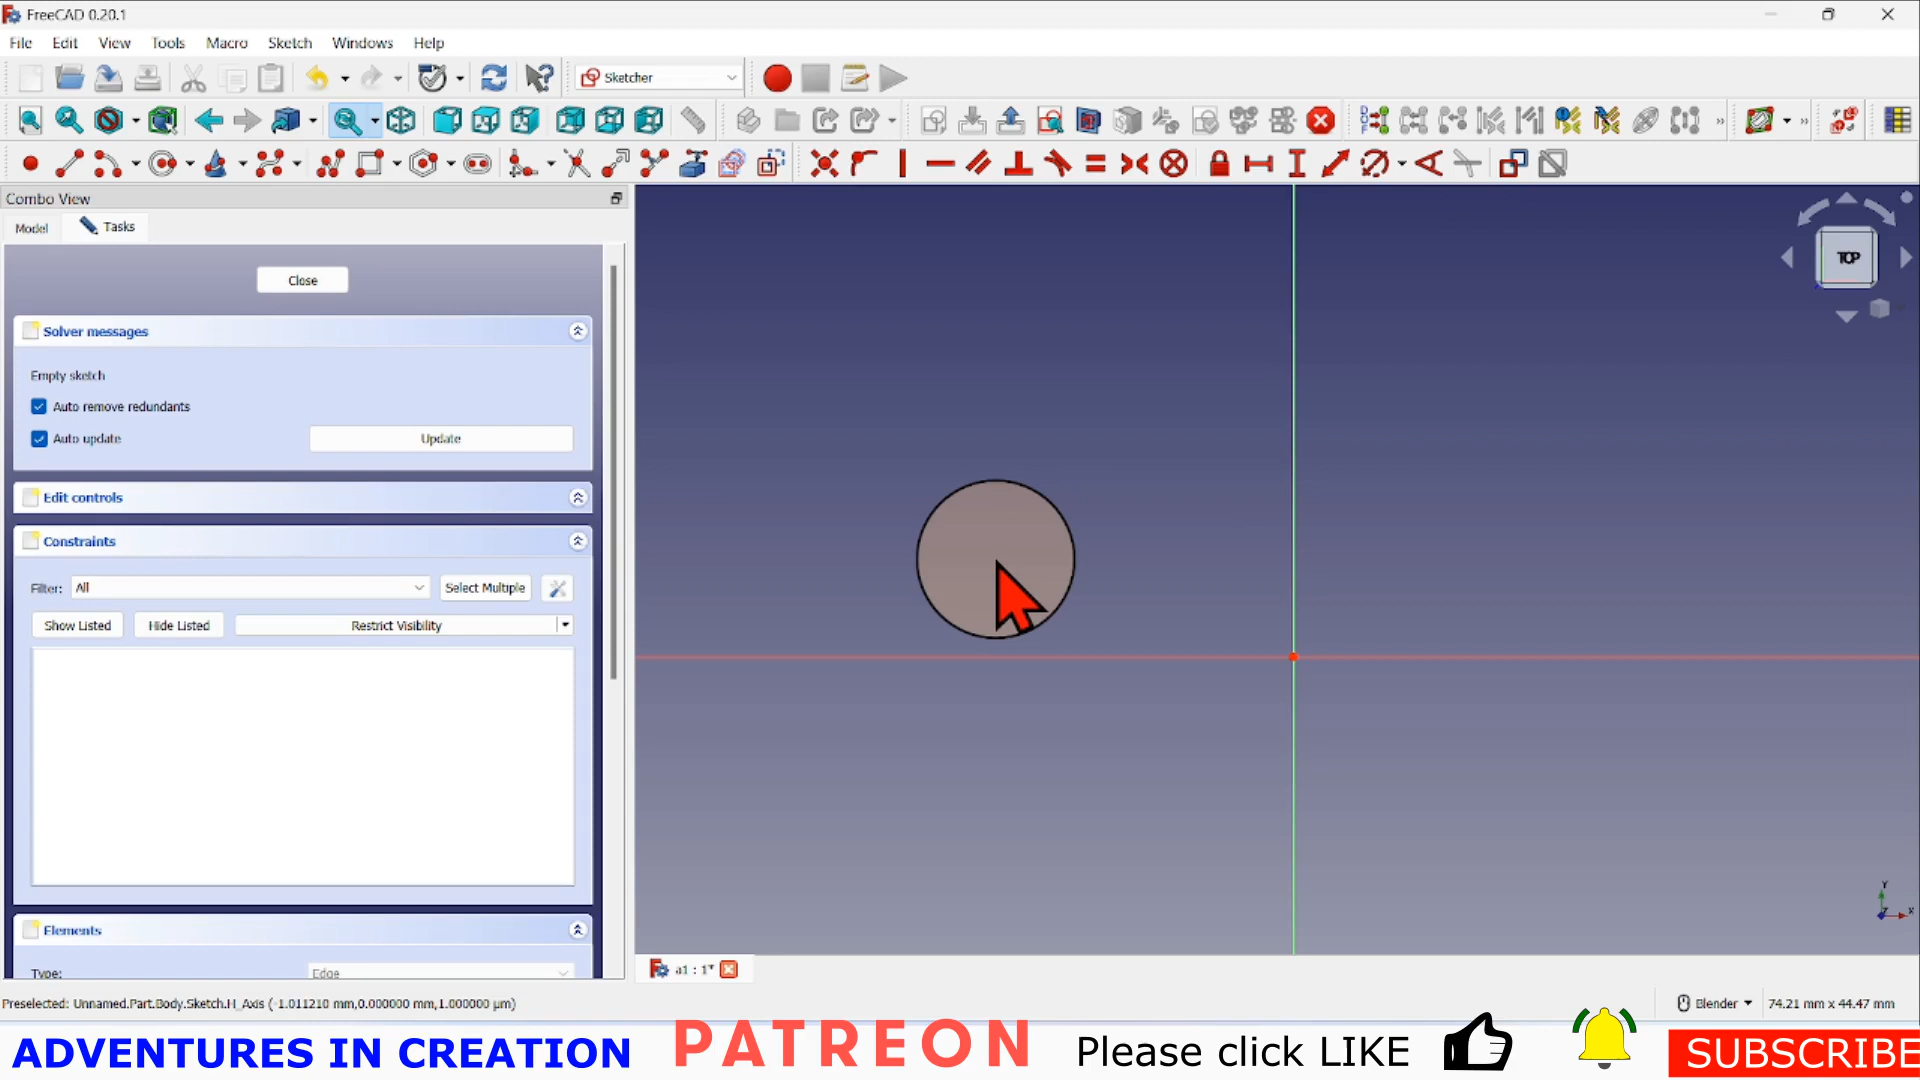 FreeCAD 0.20.1
File Edit View Tools Macro Sketch Windows Help
Sketcher
Combo View
Model Tasks
Close
Solver messages
Empty sketch
Auto remove redundants
Auto update Update
Edit controls
Constraints
Filter: All Select Multiple
Show Listed Hide Listed Restrict Visibility
Elements
Type: Edge
TOP
Y
Z X
a1 : 1*
Preselected: Unnamed.Part.Body.Sketch.H_Axis (-1.011210 mm,0.000000 mm,1.000000 µm)
Blender 74.21 mm x 44.47 mm
ADVENTURES IN CREATION PATREON Please click LIKE SUBSCRIBE